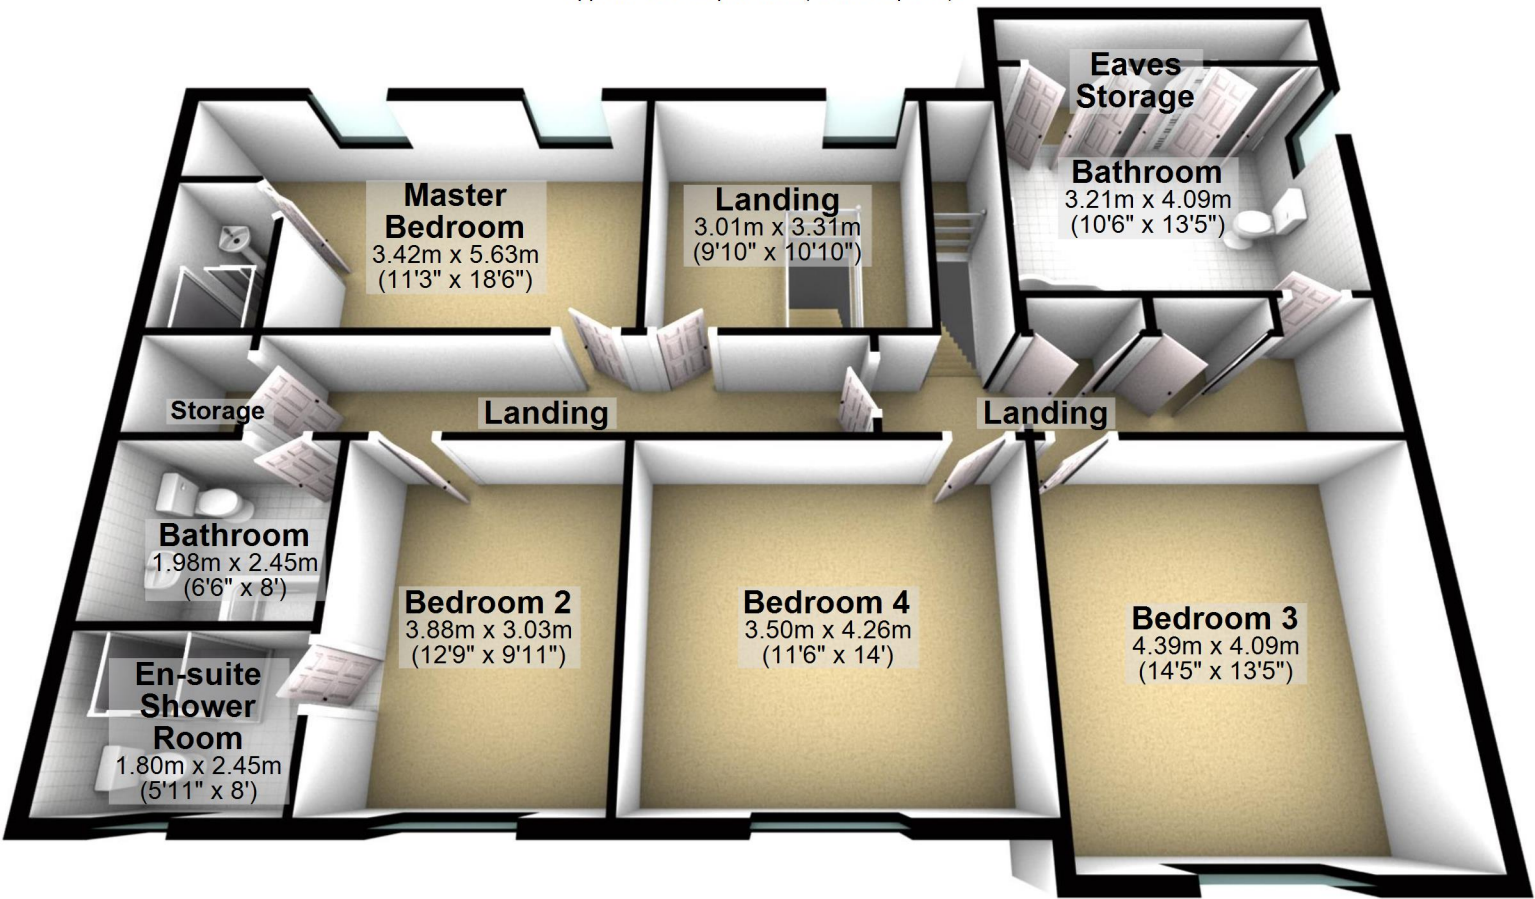 Eaves
Storage
Bathroom
3.21m x 4.09m
(10'6" x 13'5")
Master
Bedroom
3.42m x 5.63m
(11'3" x 18'6")
Landing
3.01m x 3.31m
(9'10" x 10'10")
Storage
Landing
Landing
Bathroom
1.98m x 2.45m
(6'6" x 8')
Bedroom 2
3.88m x 3.03m
(12'9" x 9'11")
Bedroom 4
3.50m x 4.26m
(11'6" x 14')
Bedroom 3
4.39m x 4.09m
(14'5" x 13'5")
En-suite
Shower
Room
1.80m x 2.45m
(5'11" x 8')